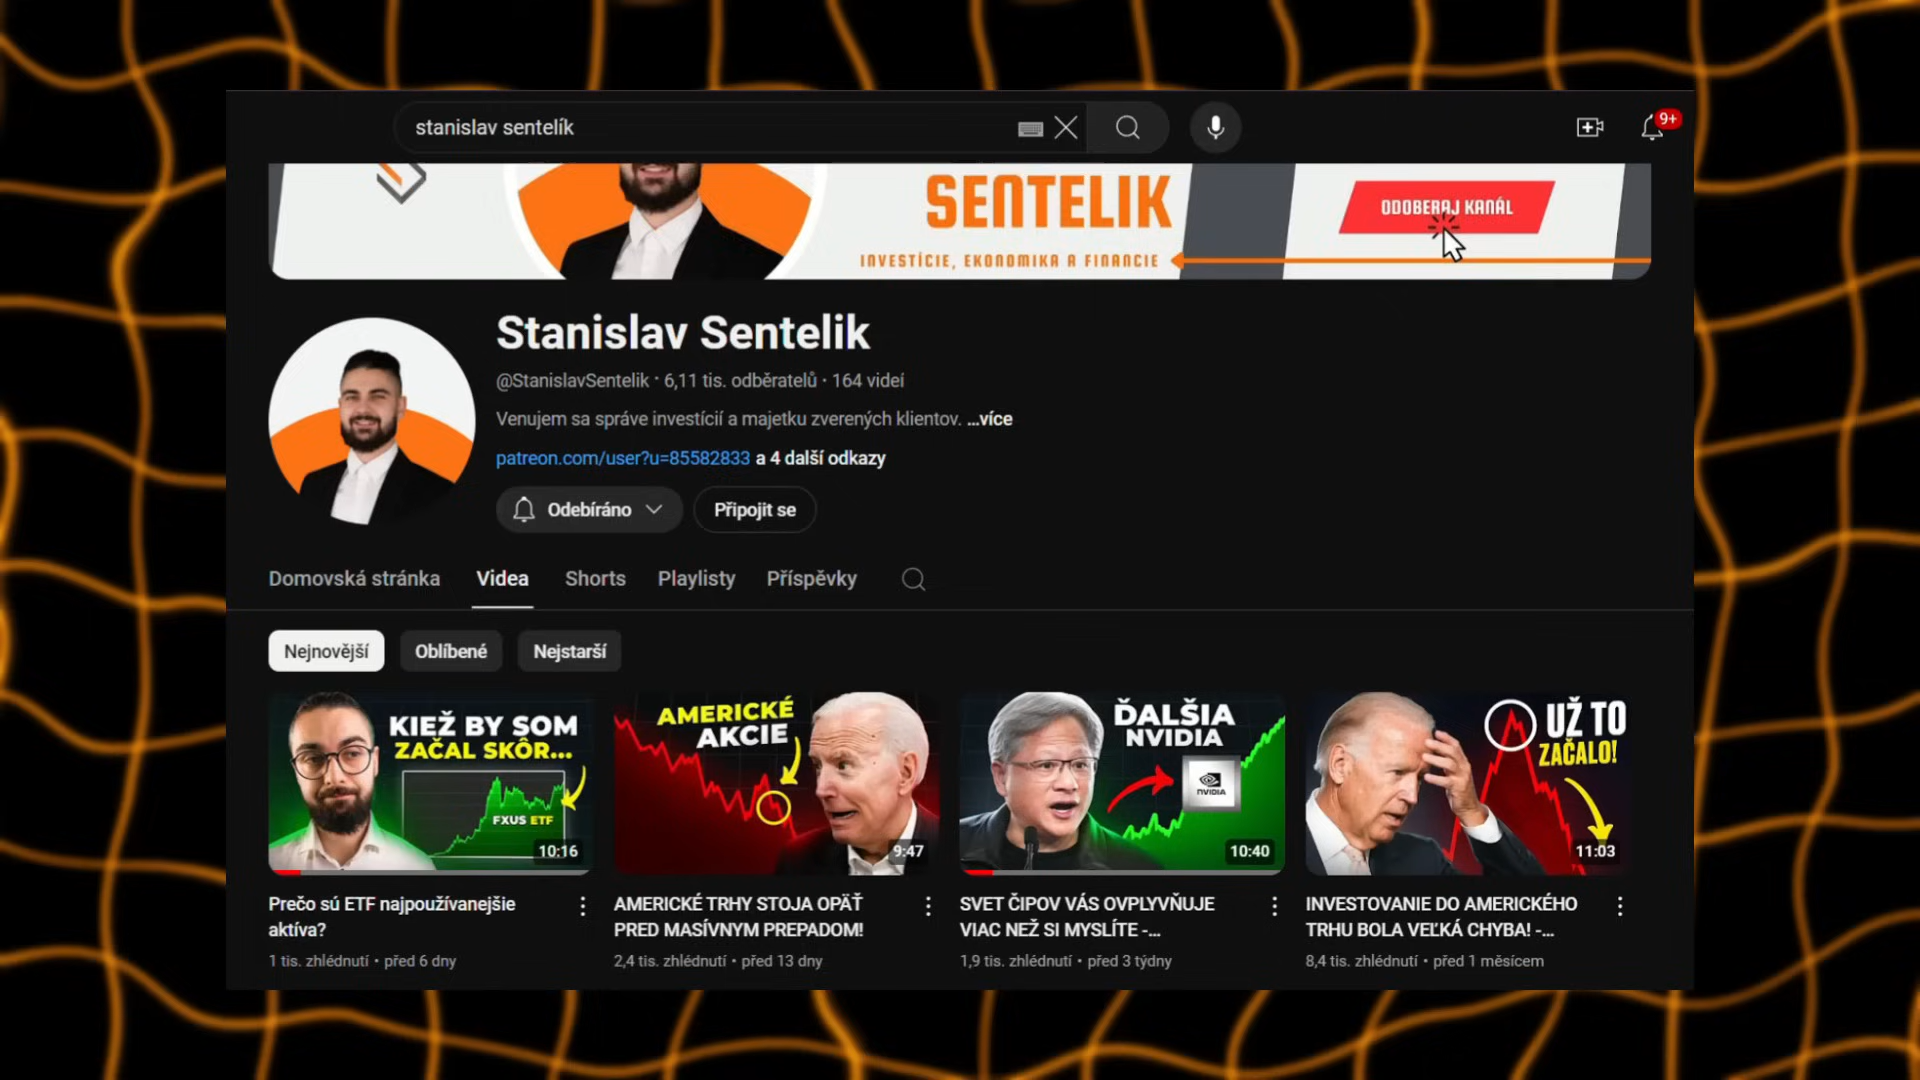 stanislav sentelík
9+
SENTELIK
ODOBERAJ KANÁL
INVESTÍCIE, EKONOMIKA A FINANCIE
Stanislav Sentelik
@StanislavSentelik · 6,11 tis. odběratelů · 164 videí
Venujem sa správe investícií a majetku zverených klientov. ...více
patreon.com/user?u=85582833 a 4 další odkazy
Odebíráno
Připojit se
Domovská stránka Videa Shorts Playlisty Příspěvky
Nejnovější Oblíbené Nejstarší
KIEŽ BY SOM
ZAČAL SKÔR...
FXUS ETF
10:16
AMERICKÉ
AKCIE
9:47
ĎALŠIA
NVIDIA
NVIDIA
10:40
UŽ TO
ZAČALO!
11:03
Prečo sú ETF najpoužívanejšie
aktíva?
1 tis. zhlédnutí • před 6 dny
AMERICKÉ TRHY STOJA OPÄŤ
PRED MASÍVNYM PREPADOM!
2,4 tis. zhlédnutí • před 13 dny
SVET ČIPOV VÁS OVPLYVŇUJE
VIAC NEŽ SI MYSLÍTE -...
1,9 tis. zhlédnutí • před 3 týdny
INVESTOVANIE DO AMERICKÉHO
TRHU BOLA VEĽKÁ CHYBA! -...
8,4 tis. zhlédnutí • před 1 měsícem